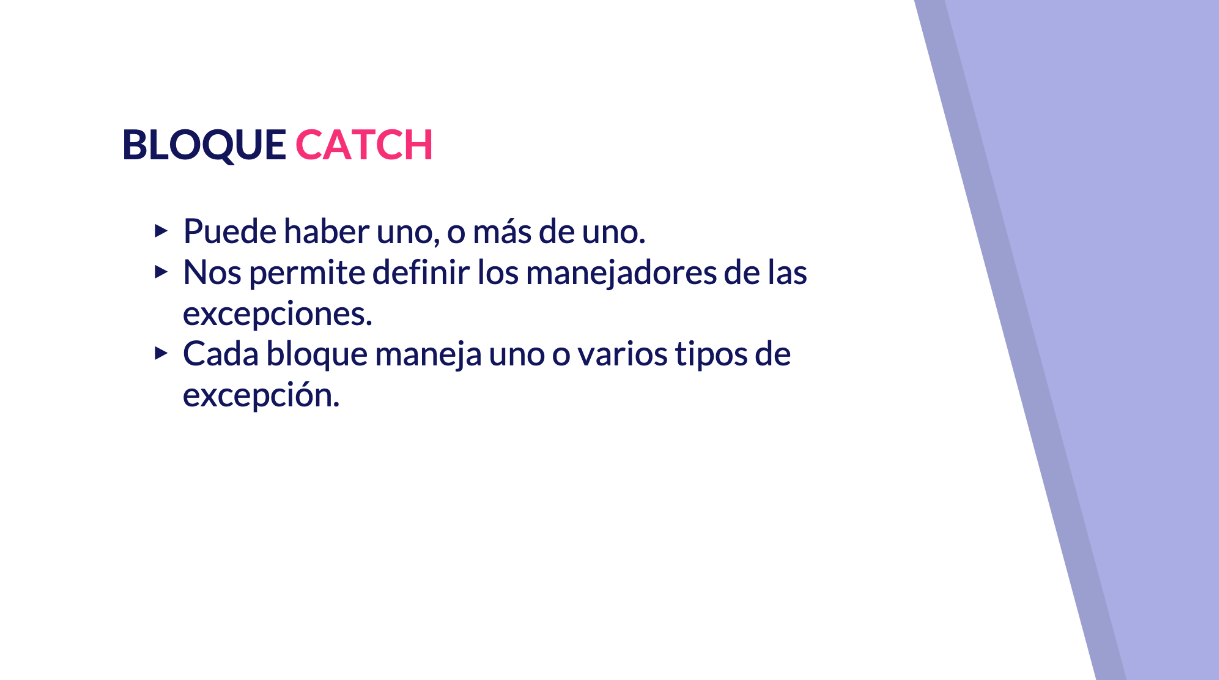 BLOQUE CATCH
▸ Puede haber uno, o más de uno.
▸ Nos permite definir los manejadores de las
excepciones.
▸ Cada bloque maneja uno o varios tipos de
excepción.